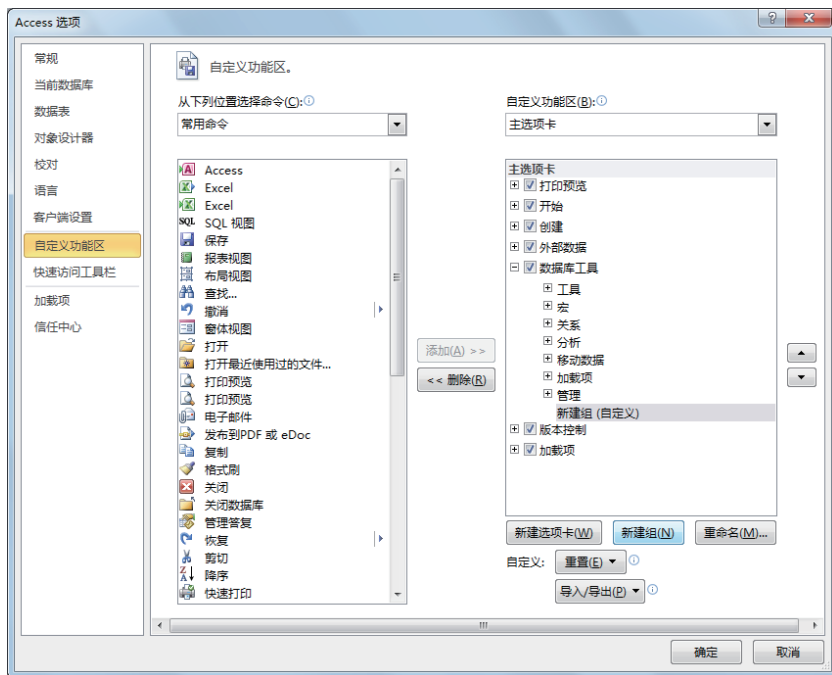 Access 选项
常规
当前数据库
数据表
对象设计器
校对
语言
客户端设置
自定义功能区
快速访问工具栏
加载项
信任中心
自定义功能区。
从下列位置选择命令(C):
常用命令
Access
Excel
Excel
SQL SQL 视图
保存
报表视图
布局视图
查找...
撤消
窗体视图
打开
打开最近使用过的文件...
打印预览
打印预览
电子邮件
发布到PDF 或 eDoc
复制
格式刷
关闭
关闭数据库
管理答复
恢复
剪切
降序
快速打印
添加(A) >>
<< 删除(R)
自定义功能区(B):
主选项卡
主选项卡
打印预览
开始
创建
外部数据
数据库工具
工具
宏
关系
分析
移动数据
加载项
管理
新建组 (自定义)
版本控制
加载项
新建选项卡(W) 新建组(N) 重命名(M)...
自定义: 重置(E)
导入/导出(P)
确定 取消